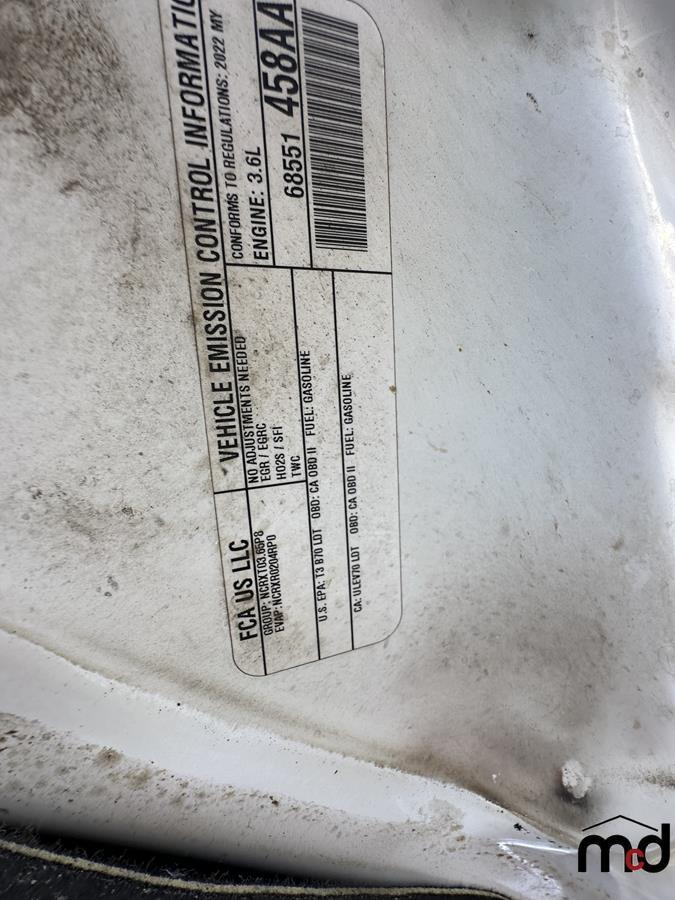 VEHICLE EMISSION CONTROL INFORMATIO
CONFORMS TO REGULATIONS: 2022 MY
ENGINE: 3.6L
68551 458AA
NO ADJUSTMENTS NEEDED
EGR / EGRC
HO2S / SFI
TWC
FCA US LLC
GROUP: NCRXT03.65P8
EVAP: NCRXR0204RP0
U.S. EPA: T3 B70 LDT OBD: CA OBD II FUEL: GASOLINE
CA: ULEV70 LDT OBD: CA OBD II FUEL: GASOLINE
mcd